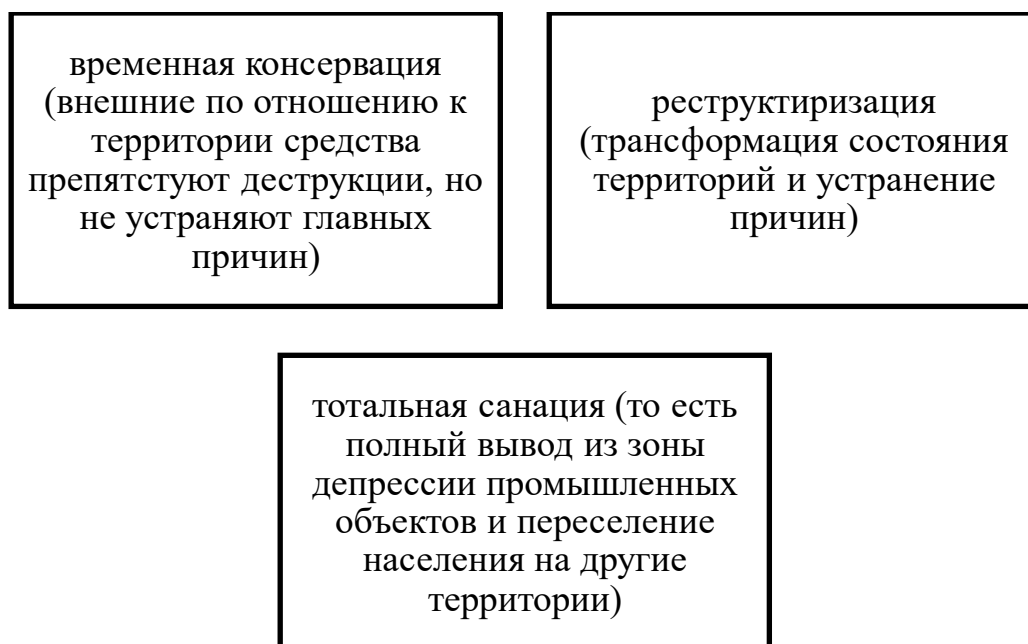 временная консервация
(внешние по отношению к
территории средства
препятстуют деструкции, но
не устраняют главных
причин)
реструктиризация
(трансформация состояния
территорий и устранение
причин)
тотальная санация (то есть
полный вывод из зоны
депрессии промышленных
объектов и переселение
населения на другие
территории)